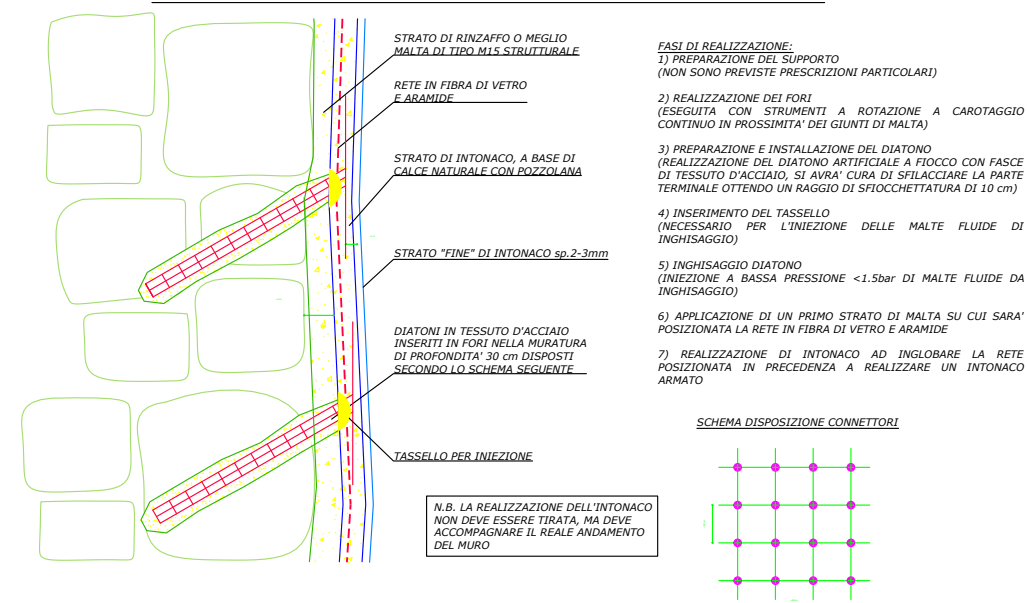 STRATO DI RINZAFFO O MEGLIO
MALTA DI TIPO M15 STRUTTURALE
RETE IN FIBRA DI VETRO
E ARAMIDE
STRATO DI INTONACO, A BASE DI
CALCE NATURALE CON POZZOLANA
STRATO "FINE" DI INTONACO sp.2-3mm
DIATONI IN TESSUTO D'ACCIAIO
INSERITI IN FORI NELLA MURATURA
DI PROFONDITA' 30 cm DISPOSTI
SECONDO LO SCHEMA SEGUENTE
TASSELLO PER INIEZIONE
N.B. LA REALIZZAZIONE DELL'INTONACO
NON DEVE ESSERE TIRATA, MA DEVE
ACCOMPAGNARE IL REALE ANDAMENTO
DEL MURO
FASI DI REALIZZAZIONE:
1) PREPARAZIONE DEL SUPPORTO
(NON SONO PREVISTE PRESCRIZIONI PARTICOLARI)
2) REALIZZAZIONE DEI FORI
(ESEGUITA CON STRUMENTI A ROTAZIONE A CAROTAGGIO
CONTINUO IN PROSSIMITA' DEI GIUNTI DI MALTA)
3) PREPARAZIONE E INSTALLAZIONE DEL DIATONO
(REALIZZAZIONE DEL DIATONO ARTIFICIALE A FIOCCO CON FASCE
DI TESSUTO D'ACCIAIO, SI AVRA' CURA DI SFILACCIARE LA PARTE
TERMINALE OTTENDO UN RAGGIO DI SFIOCCHETTATURA DI 10 cm)
4) INSERIMENTO DEL TASSELLO
(NECESSARIO PER L'INIEZIONE DELLE MALTE FLUIDE DI
INGHISAGGIO)
5) INGHISAGGIO DIATONO
(INIEZIONE A BASSA PRESSIONE <1.5bar DI MALTE FLUIDE DA
INGHISAGGIO)
6) APPLICAZIONE DI UN PRIMO STRATO DI MALTA SU CUI SARA'
POSIZIONATA LA RETE IN FIBRA DI VETRO E ARAMIDE
7) REALIZZAZIONE DI INTONACO AD INGLOBARE LA RETE
POSIZIONATA IN PRECEDENZA A REALIZZARE UN INTONACO
ARMATO
SCHEMA DISPOSIZIONE CONNETTORI